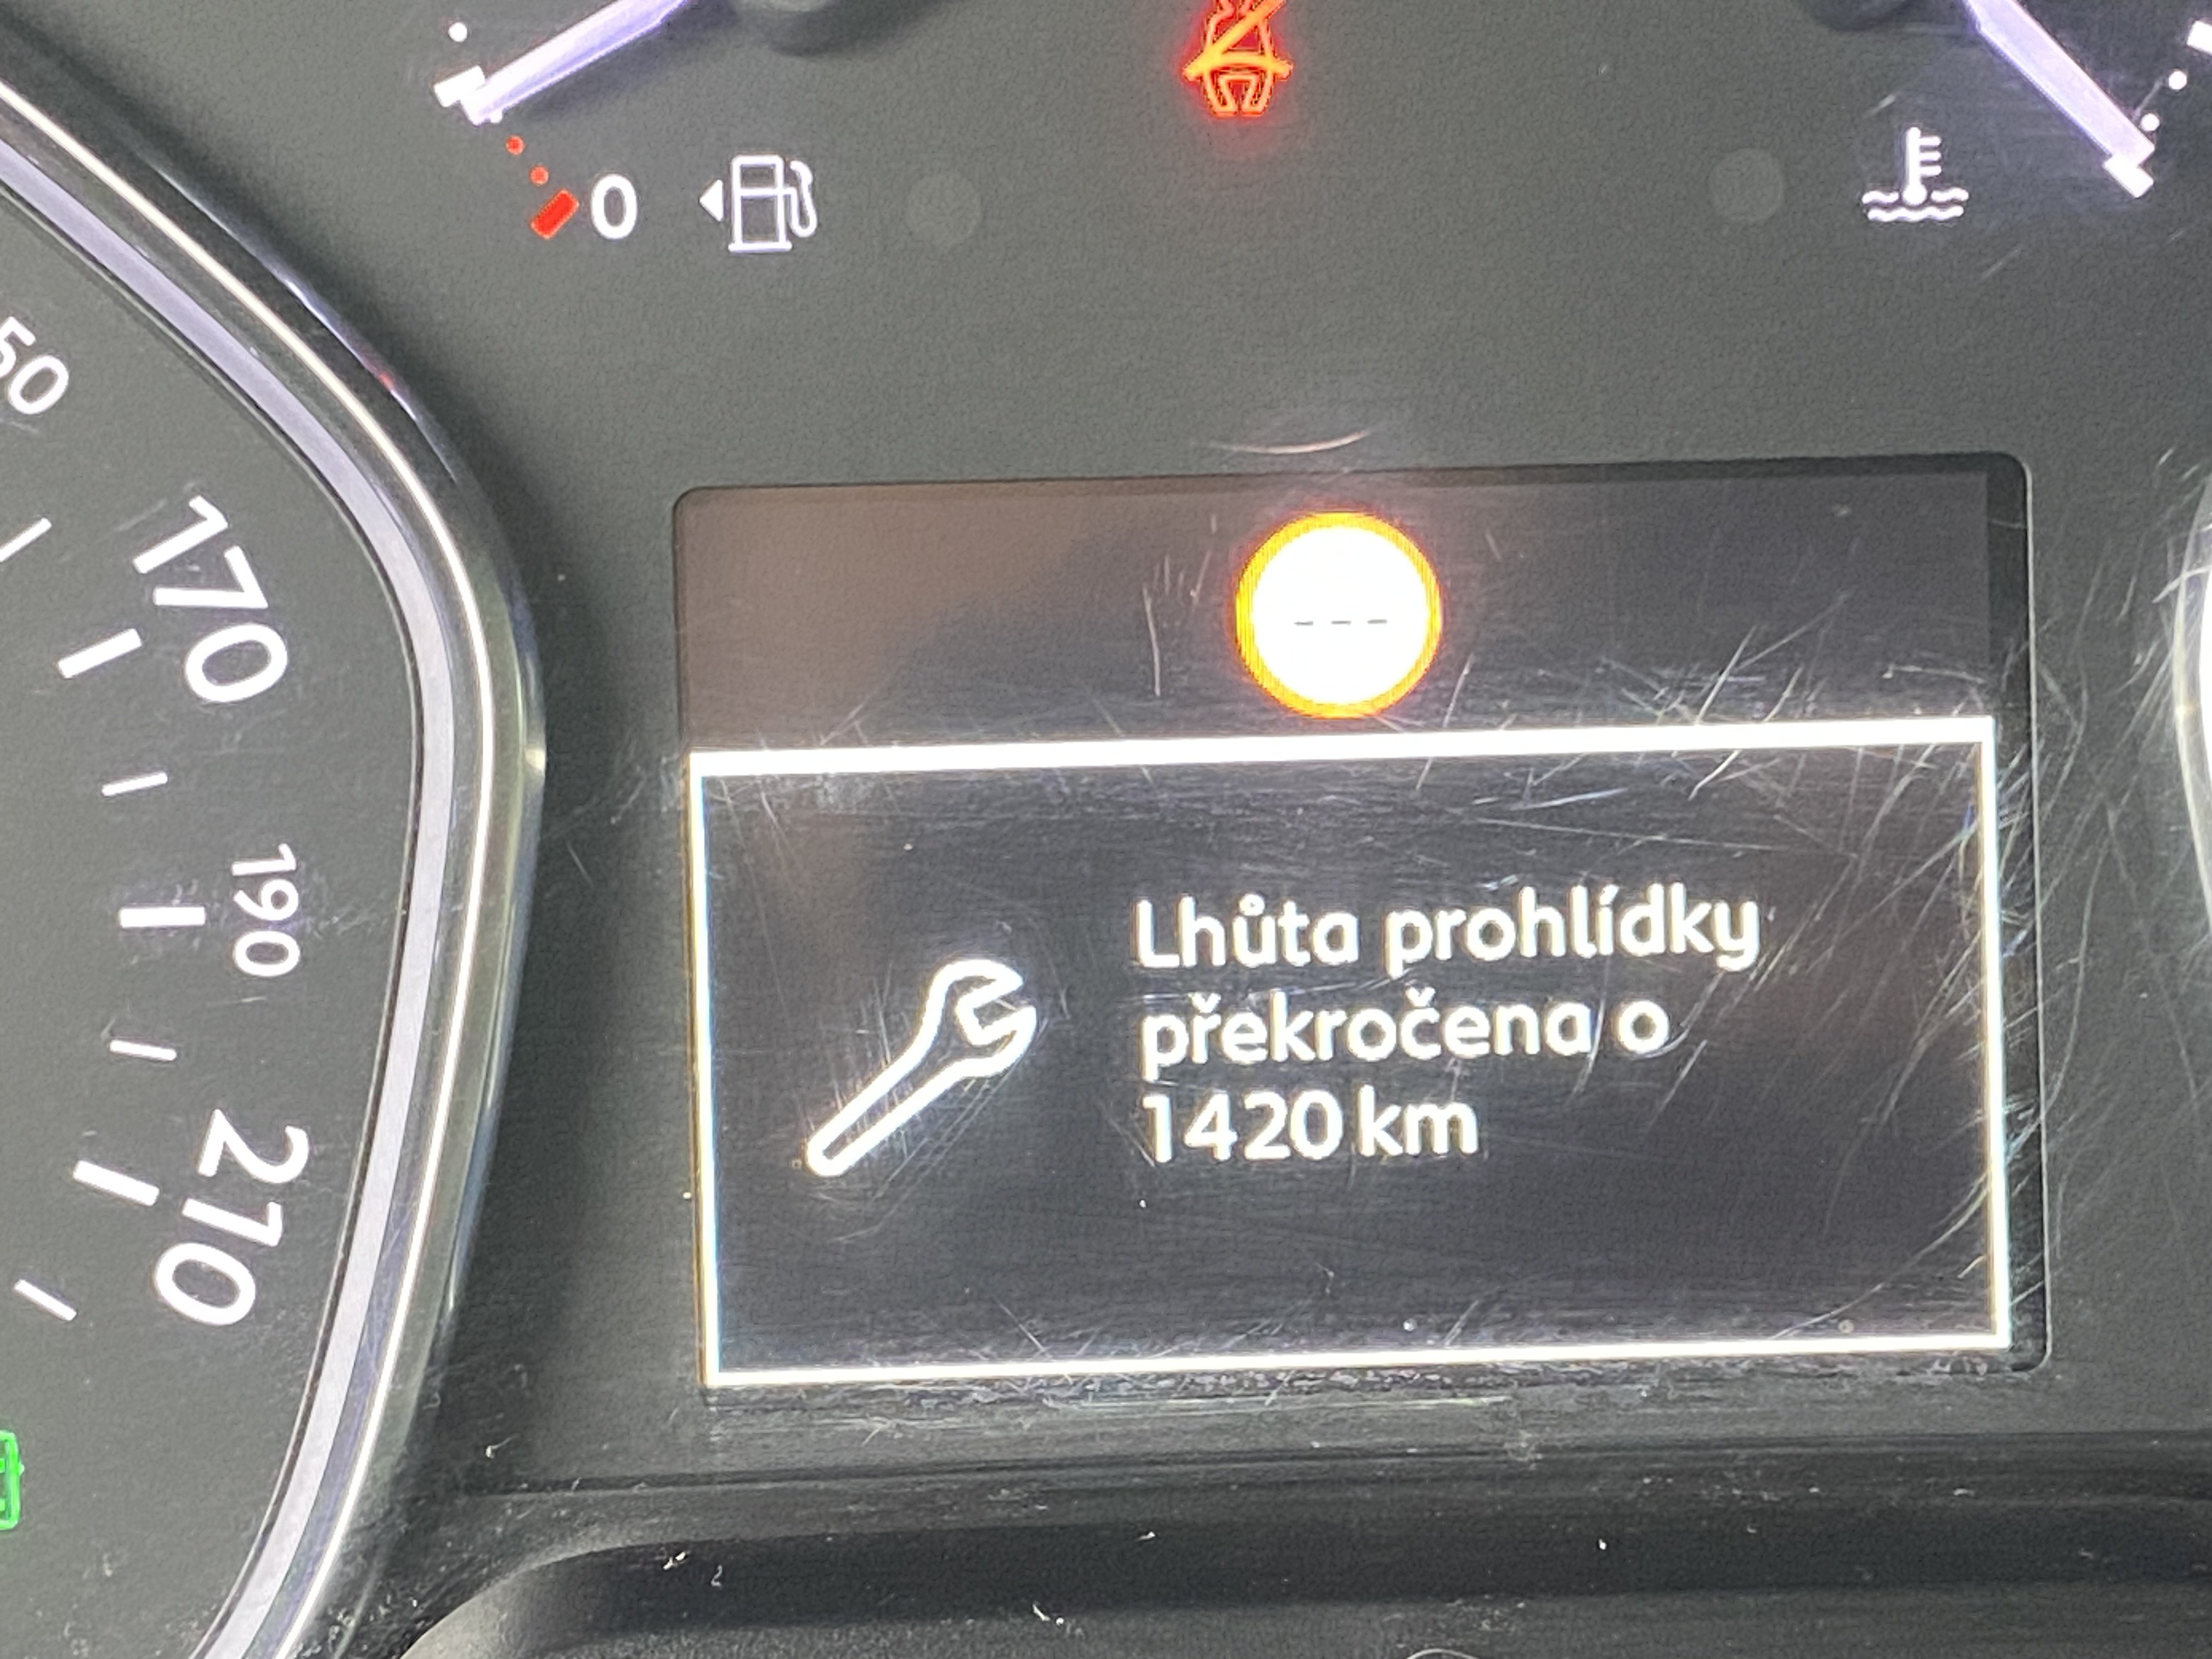 0
50
170
190
210
---
Lhůta prohlídky
překročena o
1420 km